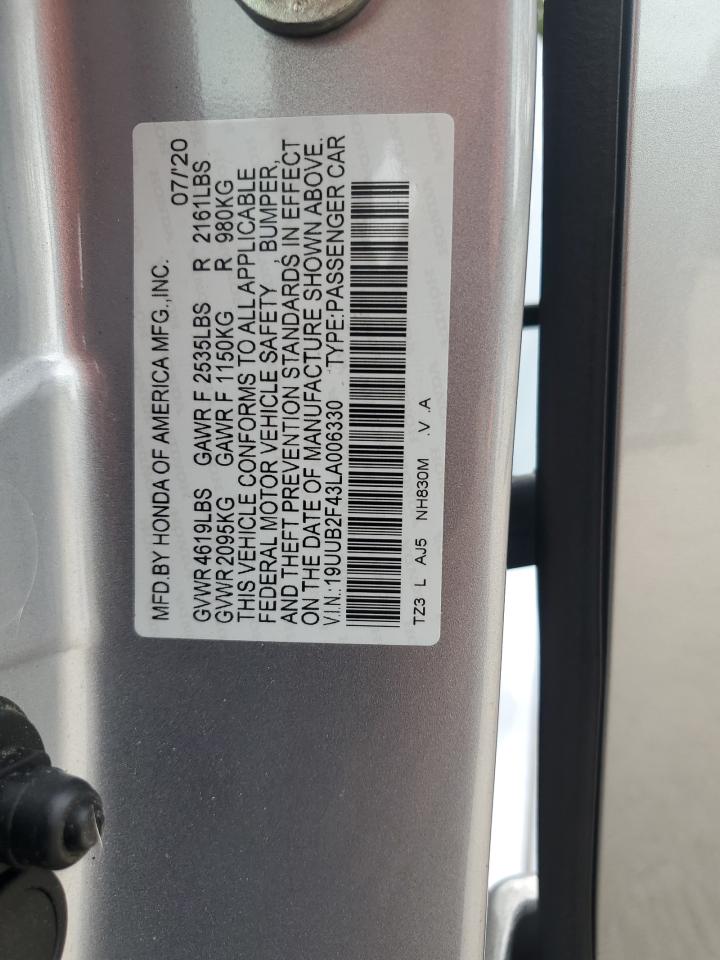 MFD.BY HONDA OF AMERICA MFG.,INC. 07/'20
GVWR 4619LBS GAWR F 2535LBS R 2161LBS
GVWR 2095KG GAWR F 1150KG R 980KG
THIS VEHICLE CONFORMS TO ALL APPLICABLE
FEDERAL MOTOR VEHICLE SAFETY , BUMPER,
AND THEFT PREVENTION STANDARDS IN EFFECT
ON THE DATE OF MANUFACTURE SHOWN ABOVE.
V.I.N.: 19UUB2F43LA006330 TYPE:PASSENGER CAR
TZ3 L AJ5 NH830M .V .A